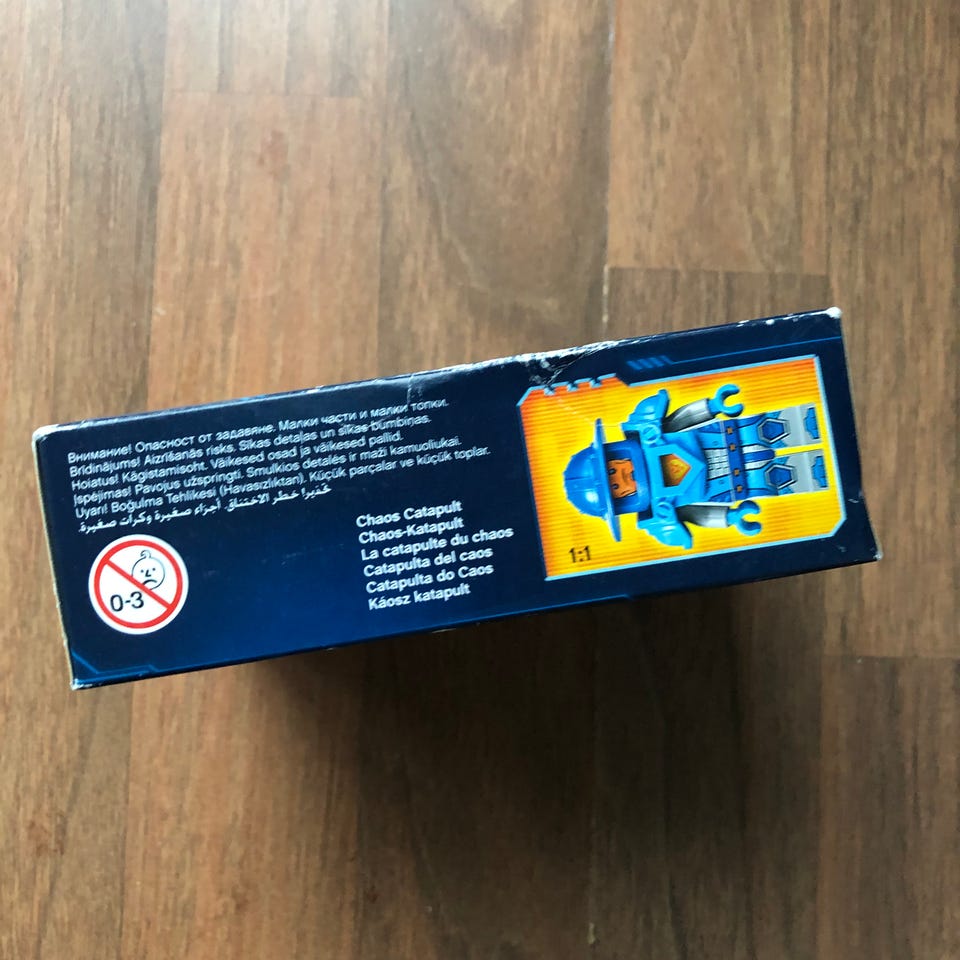 Внимание! Опасност от задавяне. Малки части и малки топки.
Brīdinājums! Aizrīšanās risks. Sīkas detaļas un sīkas bumbiņas.
Hoiatus! Kägistamisoht. Väikesed osad ja väikesed pallid.
Įspėjimas! Pavojus užspringti. Smulkios detalės ir maži kamuoliukai.
Uyarı! Boğulma Tehlikesi (Havasızlıktan). Küçük parçalar ve küçük toplar.
تحذير! خطر الاختناق. أجزاء صغيرة وكرات صغيرة.
0-3
Chaos Catapult
Chaos-Katapult
La catapulte du chaos
Catapulta del caos
Catapulta do Caos
Káosz katapult
1:1